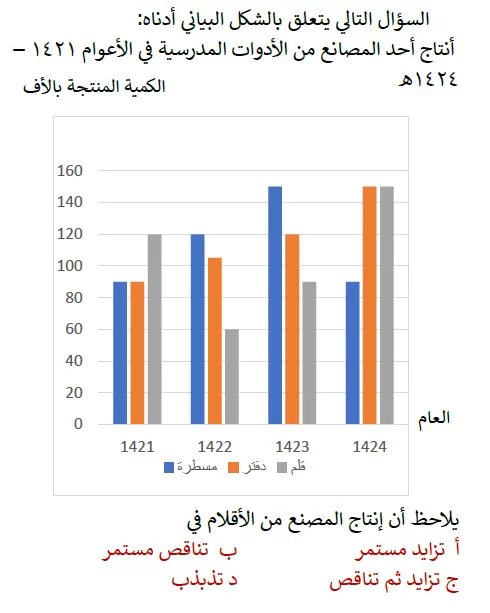 السؤال التالي يتعلق بالشكل البياني أدناه:
أنتاج أحد المصانع من الأدوات المدرسية في الأعوام ١٤٢١ –
١٤٢٤هـ
الكمية المنتجة بالأف
160
140
120
100
80
60
40
20
0
العام
1421 1422 1423 1424
مسطرة دفتر قلم
يلاحظ أن إنتاج المصنع من الأقلام في
أ تزايد مستمر ب تناقص مستمر
ج تزايد ثم تناقص د تذبذب